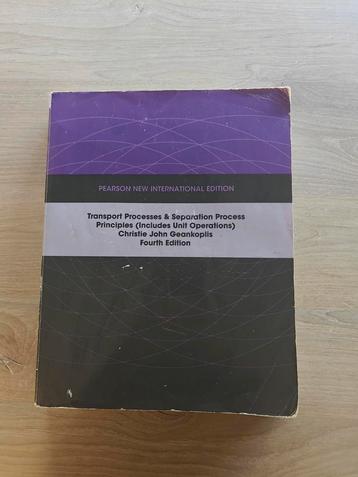 PEARSON NEW INTERNATIONAL EDITION
Transport Processes & Separation Process
Principles (Includes Unit Operations)
Christie John Geankoplis
Fourth Edition